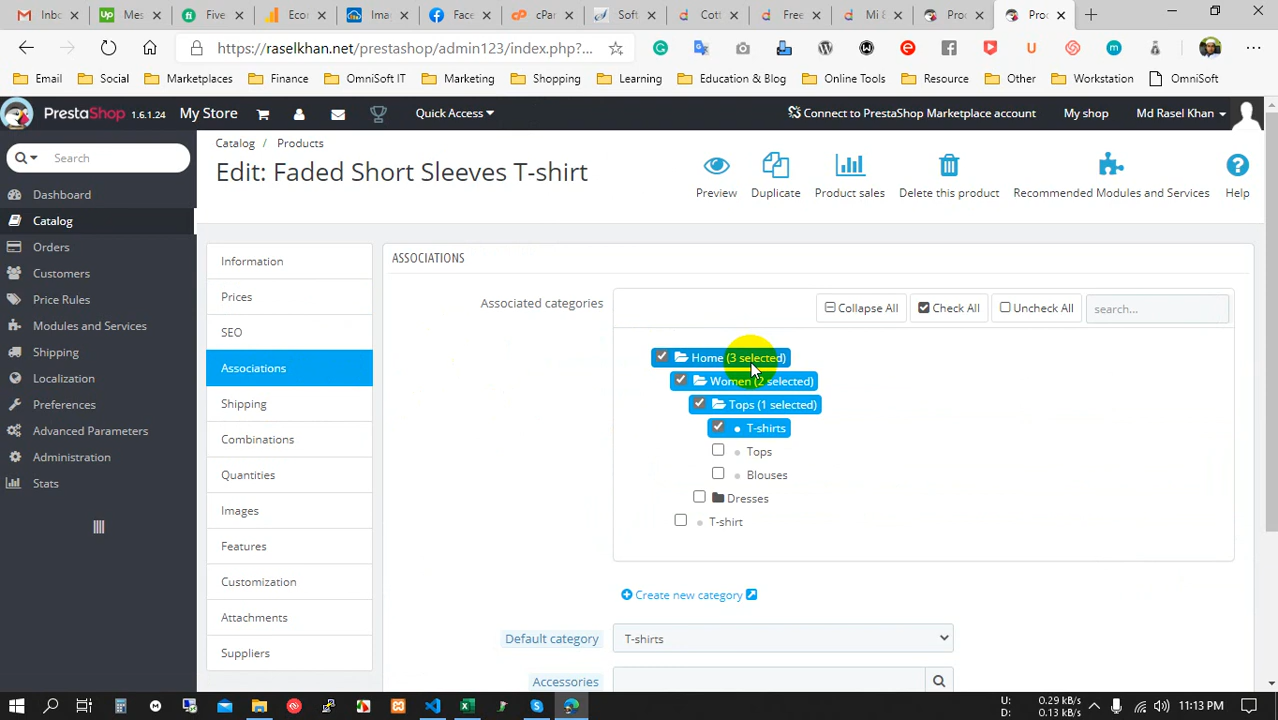 Inbo
Mes
Five
Ecor
Ima
Face
cPar
Soft
Cott
Free
Mi &
Proc
Proc
https://raselkhan.net/prestashop/admin123/index.php?...
Email
Social
Marketplaces
Finance
OmniSoft IT
Marketing
Shopping
Learning
Education & Blog
Online Tools
Resource
Other
Workstation
OmniSoft
PrestaShop 1.6.1.24 My Store Quick Access Connect to PrestaShop Marketplace account My shop Md Rasel Khan
Search
Dashboard
Catalog
Orders
Customers
Price Rules
Modules and Services
Shipping
Localization
Preferences
Advanced Parameters
Administration
Stats
Catalog / Products
Edit: Faded Short Sleeves T-shirt
Preview
Duplicate
Product sales
Delete this product
Recommended Modules and Services
Help
Information
Prices
SEO
Associations
Shipping
Combinations
Quantities
Images
Features
Customization
Attachments
Suppliers
ASSOCIATIONS
Associated categories
Collapse All
Check All
Uncheck All
search...
Home (3 selected)
Women (2 selected)
Tops (1 selected)
T-shirts
Tops
Blouses
Dresses
T-shirt
Create new category
Default category
T-shirts
Accessories
U: 0.29 kB/s
D: 0.13 kB/s
11:13 PM